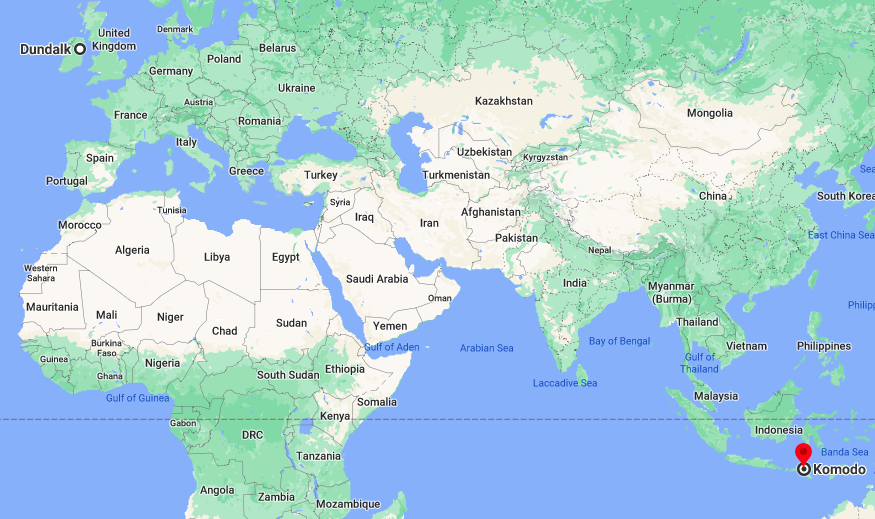 Denmark
United
Kingdom
Dundalk
Belarus
Poland
Germany
Ukraine
Kazakhstan
Austria
Mongolia
France
Romania
Italy
Uzbekistan
Kyrgyzstan
Spain
Greece
Turkey
Turkmenistan
Portugal
China
South Korea
Syria
Tunisia
Iraq
Afghanistan
Morocco
Iran
East China Sea
Pakistan
Algeria
Libya
Egypt
Nepal
Western
Sahara
Saudi Arabia
India
Myanmar
(Burma)
Oman
Mauritania
Mali
Niger
Sudan
Thailand
Chad
Yemen
Burkina
Faso
Bay of Bengal
Gulf of Aden
Arabian Sea
Vietnam
Philippines
Guinea
Nigeria
Gulf of
Thailand
Ethiopia
Ghana
South Sudan
Laccadive Sea
Gulf of Guinea
Malaysia
Somalia
Kenya
Gabon
Indonesia
DRC
Banda Sea
Tanzania
Komodo
Angola
Zambia
Mozambique